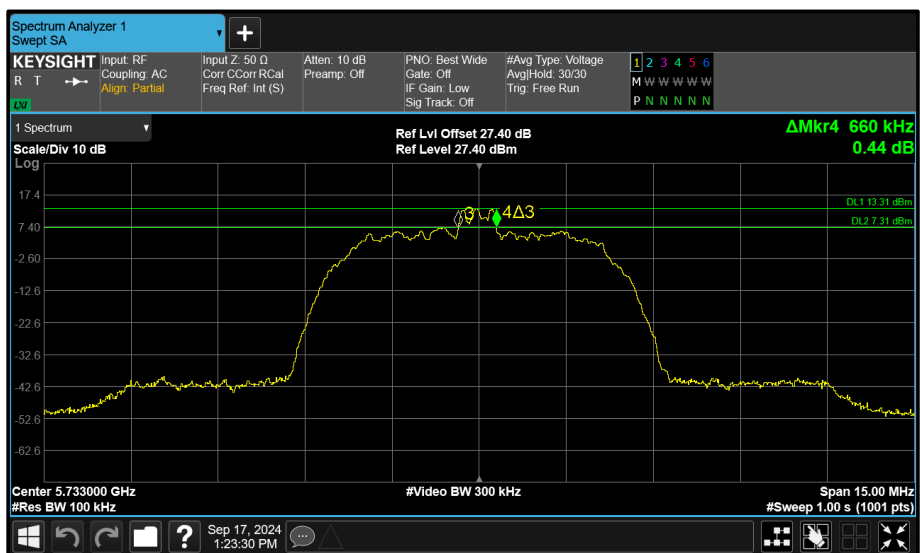 Spectrum Analyzer 1
Swept SA
KEYSIGHT
R T
LXI
Input: RF
Coupling: AC
Align: Partial
Input Z: 50 Ω
Corr CCorr RCal
Freq Ref: Int (S)
Atten: 10 dB
Preamp: Off
PNO: Best Wide
Gate: Off
IF Gain: Low
Sig Track: Off
#Avg Type: Voltage
Avg|Hold: 30/30
Trig: Free Run
1 2 3 4 5 6
M W W W W W
P N N N N N
1 Spectrum
Scale/Div 10 dB
Log
Ref Lvl Offset 27.40 dB
Ref Level 27.40 dBm
ΔMkr4 660 kHz
0.44 dB
17.4
7.40
-2.60
-12.6
-22.6
-32.6
-42.6
-52.6
-62.6
3
4Δ3
DL1 13.31 dBm
DL2 7.31 dBm
Center 5.733000 GHz
#Res BW 100 kHz
#Video BW 300 kHz
Span 15.00 MHz
#Sweep 1.00 s (1001 pts)
Sep 17, 2024
1:23:30 PM